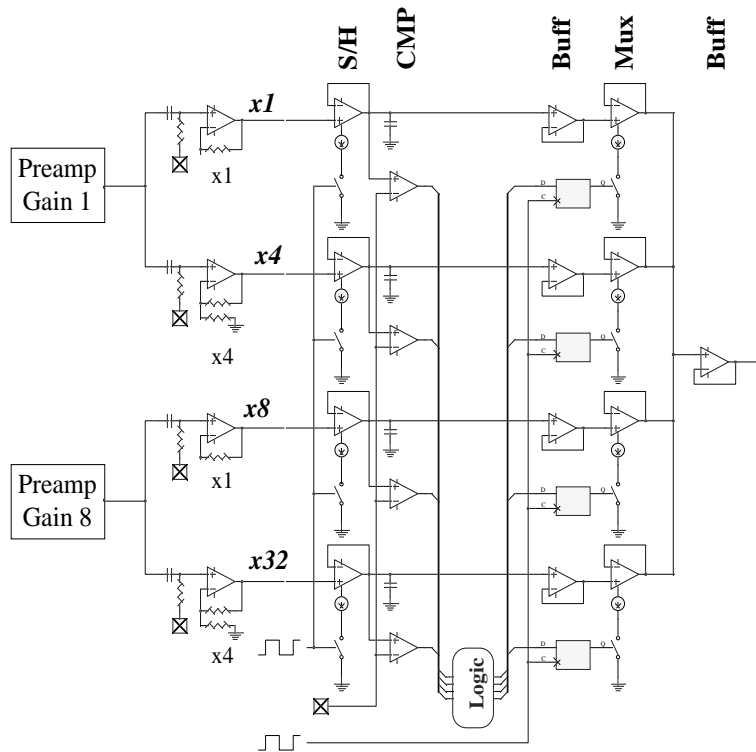 S/H
CMP
Buff
Mux
Buff
x1
Preamp
Gain 1
x1
D
Q
C
x4
x4
D
Q
C
x8
Preamp
Gain 8
x1
D
Q
C
x32
x4
D
Q
C
Logic